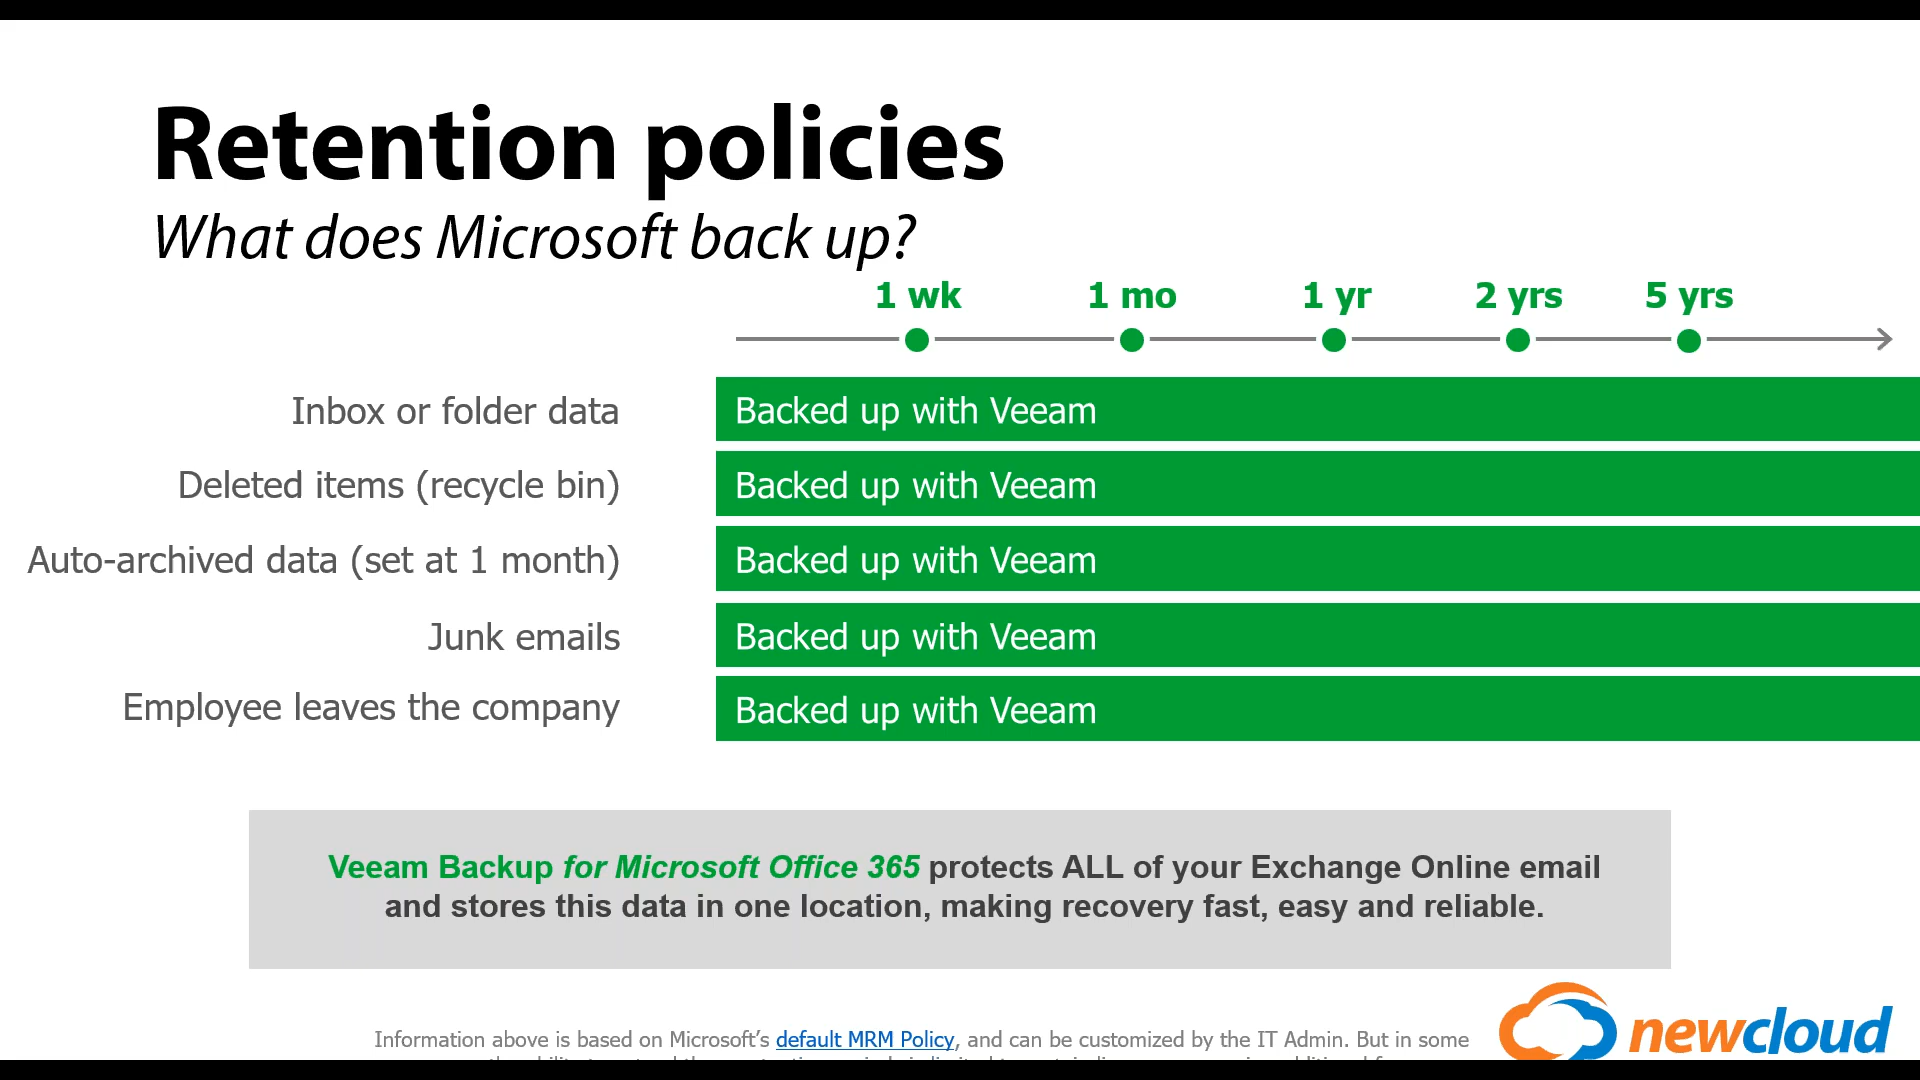 Retention policies
What does Microsoft back up?
1 wk 1 mo 1 yr 2 yrs 5 yrs
Inbox or folder data Backed up with Veeam
Deleted items (recycle bin) Backed up with Veeam
Auto-archived data (set at 1 month) Backed up with Veeam
Junk emails Backed up with Veeam
Employee leaves the company Backed up with Veeam
Veeam Backup for Microsoft Office 365 protects ALL of your Exchange Online email
and stores this data in one location, making recovery fast, easy and reliable.
Information above is based on Microsoft’s default MRM Policy, and can be customized by the IT Admin. But in some
newcloud